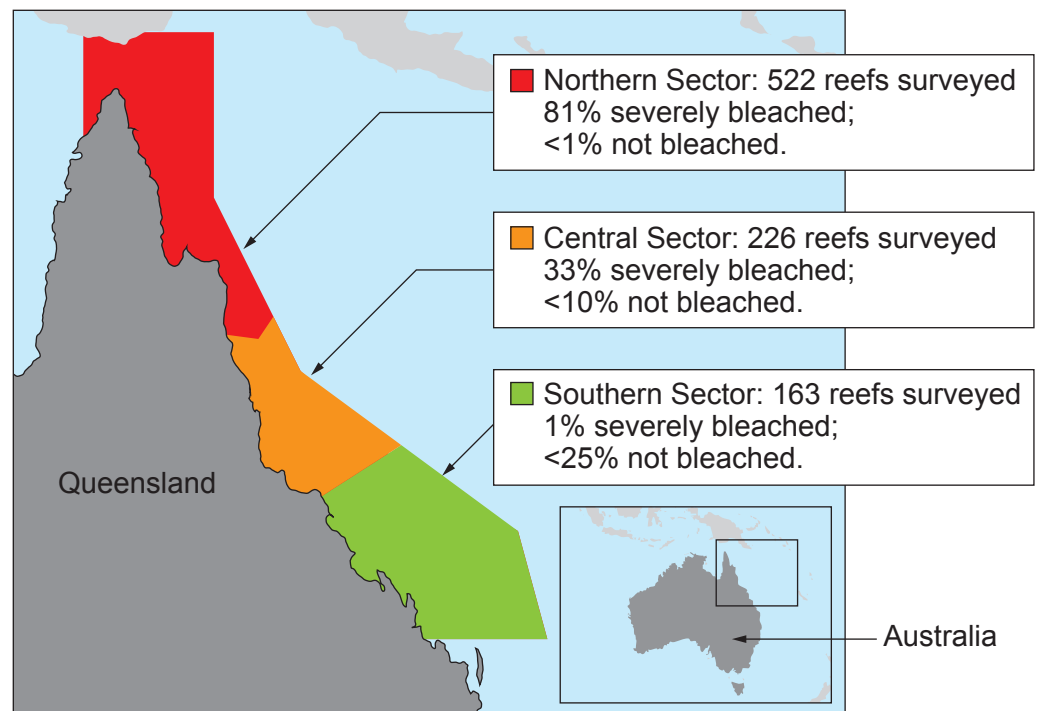 Northern Sector: 522 reefs surveyed
81% severely bleached;
<1% not bleached.
Central Sector: 226 reefs surveyed
33% severely bleached;
<10% not bleached.
Southern Sector: 163 reefs surveyed
1% severely bleached;
<25% not bleached.
Queensland
Australia